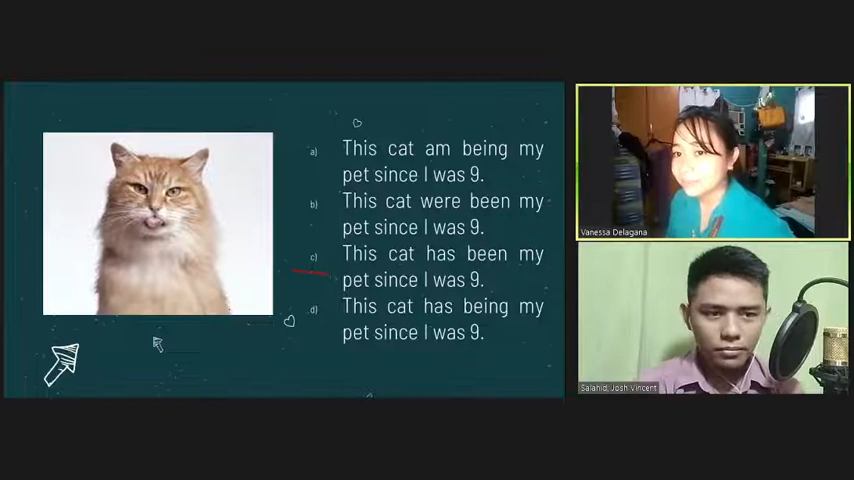 a) This cat am being my
pet since I was 9.
b) This cat were been my
pet since I was 9.
c) This cat has been my
pet since I was 9.
d) This cat has being my
pet since I was 9.
Vanessa Delagana
Salahid, Josh Vincent